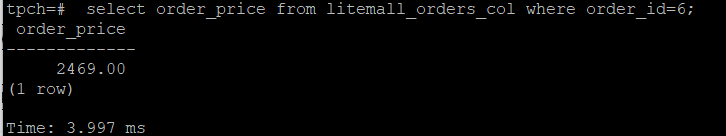 tpch=#  select order_price from litemall_orders_col where order_id=6;
 order_price
-------------
     2469.00
(1 row)

Time: 3.997 ms